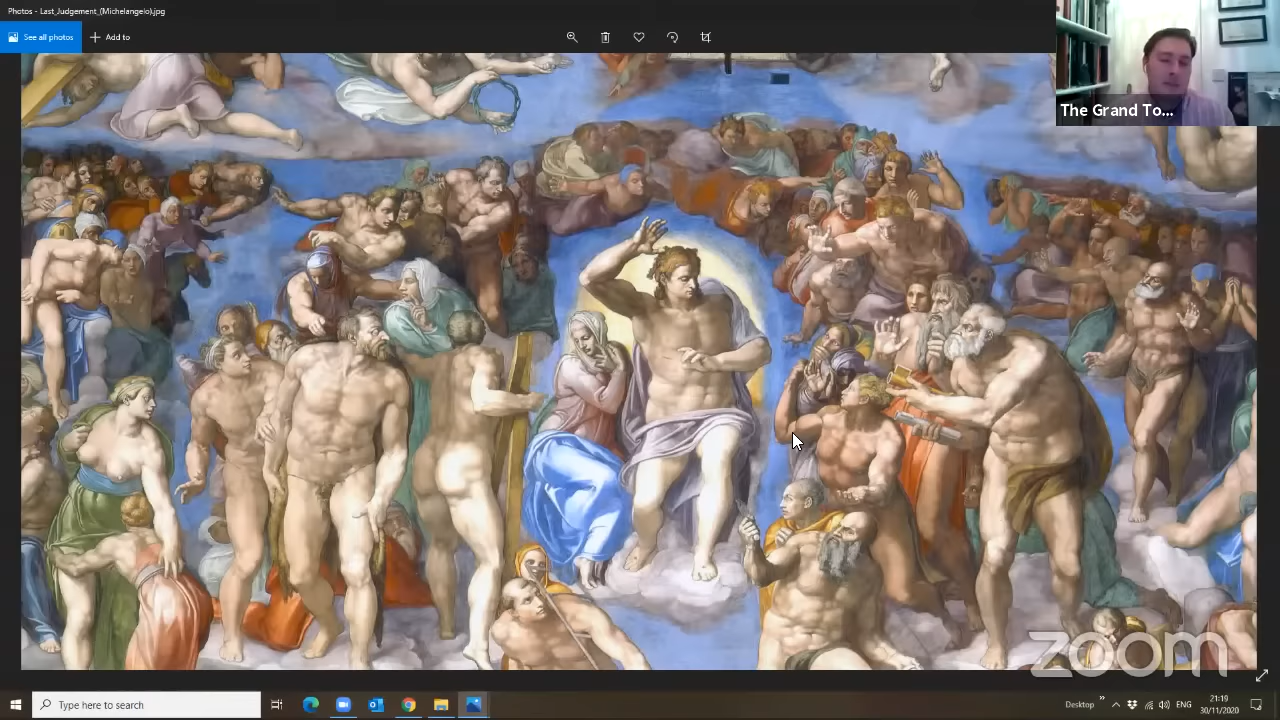 Photos - Last_Judgement_(Michelangelo).jpg
See all photos
Add to
The Grand To...
zoom
Type here to search
Desktop
ENG
21:19
30/11/2020